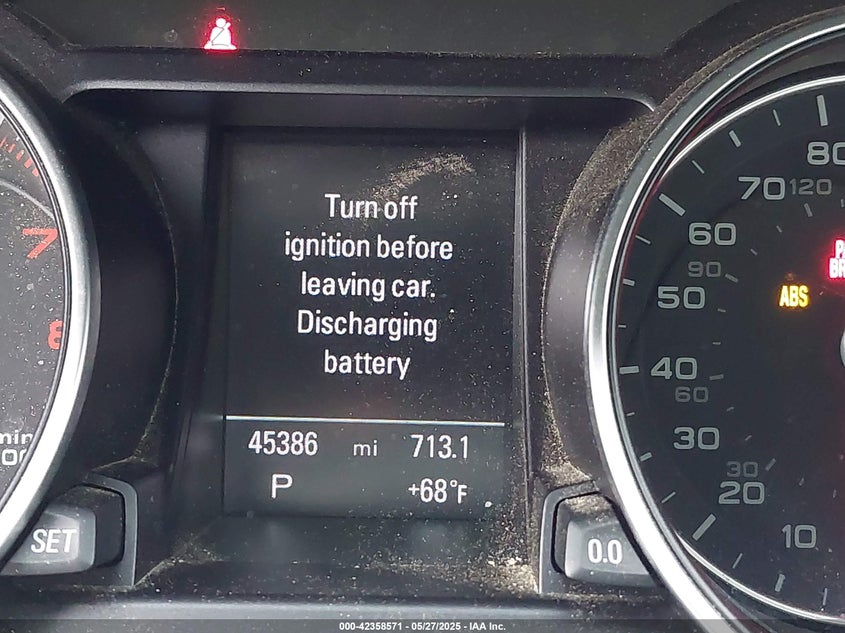 Turn off
ignition before
leaving car.
Discharging
battery
45386 mi 713.1
P +68°F
SET
0.0
7
8
80
70 120
60
90
50
ABS
40
60
30
30
20
10
000-42358571 - 05/27/2025 - IAA Inc.